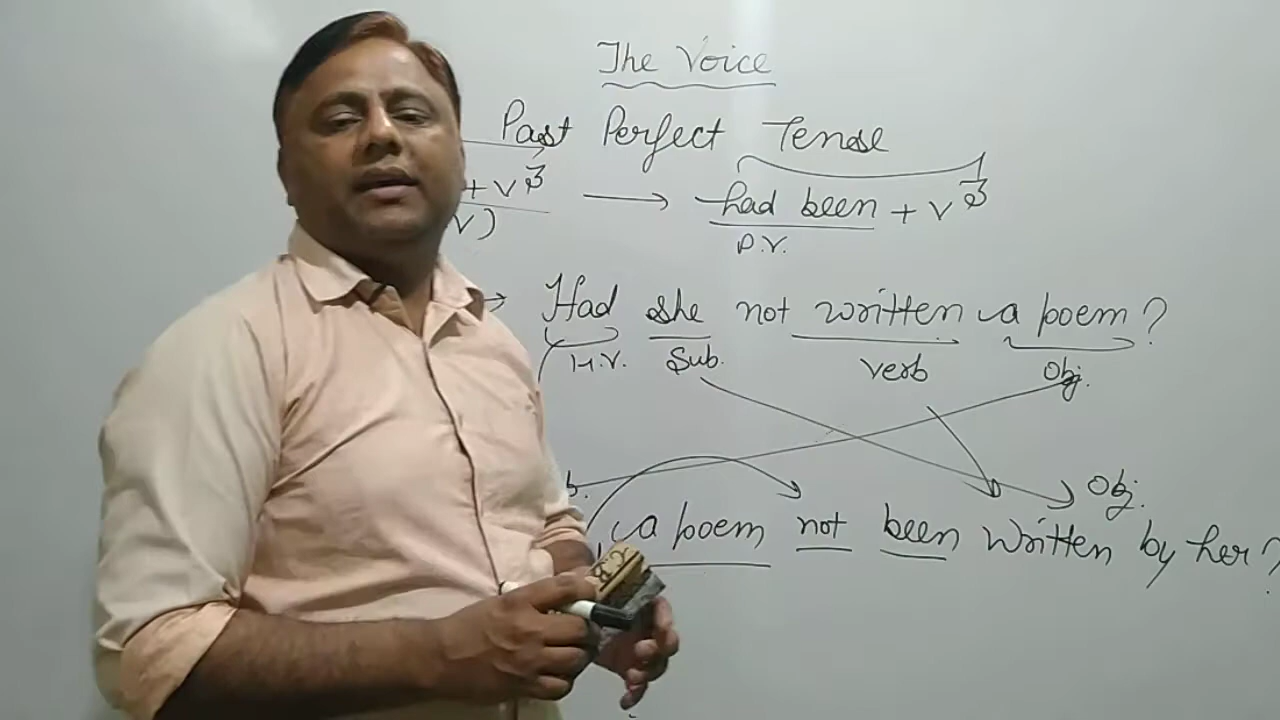 The Voice
Past Perfect Tense
+ V3 → had been + V3
V) P.V.
→ Had she not written a poem?
H.V. Sub. Verb Obj.
b. Obj.
a poem not been written by her?